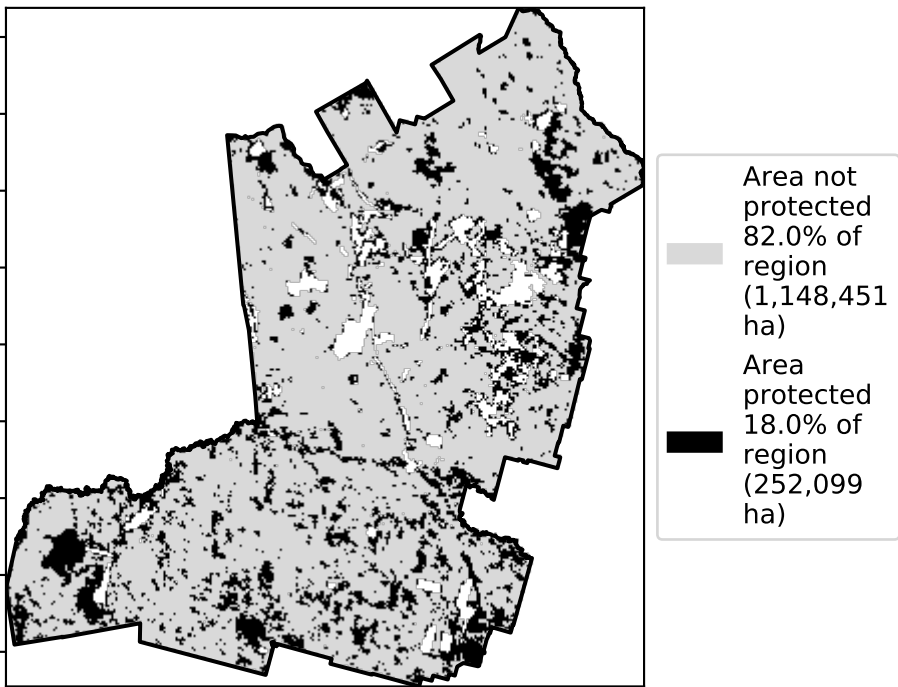 Area not
protected
82.0% of
region
(1,148,451
ha)
Area
protected
18.0% of
region
(252,099
ha)